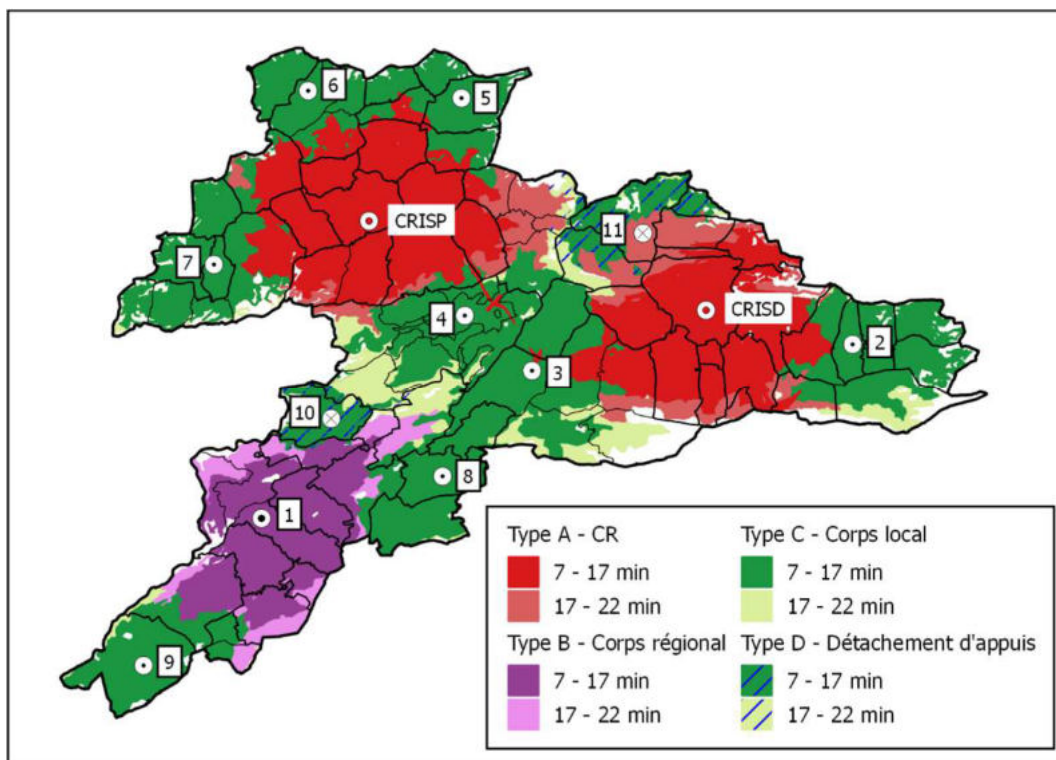 6
5
CRISP
11
7
CRISD
4
2
3
10
8
1
9
Type A - CR
7 - 17 min
17 - 22 min
Type B - Corps régional
7 - 17 min
17 - 22 min
Type C - Corps local
7 - 17 min
17 - 22 min
Type D - Détachement d'appuis
7 - 17 min
17 - 22 min